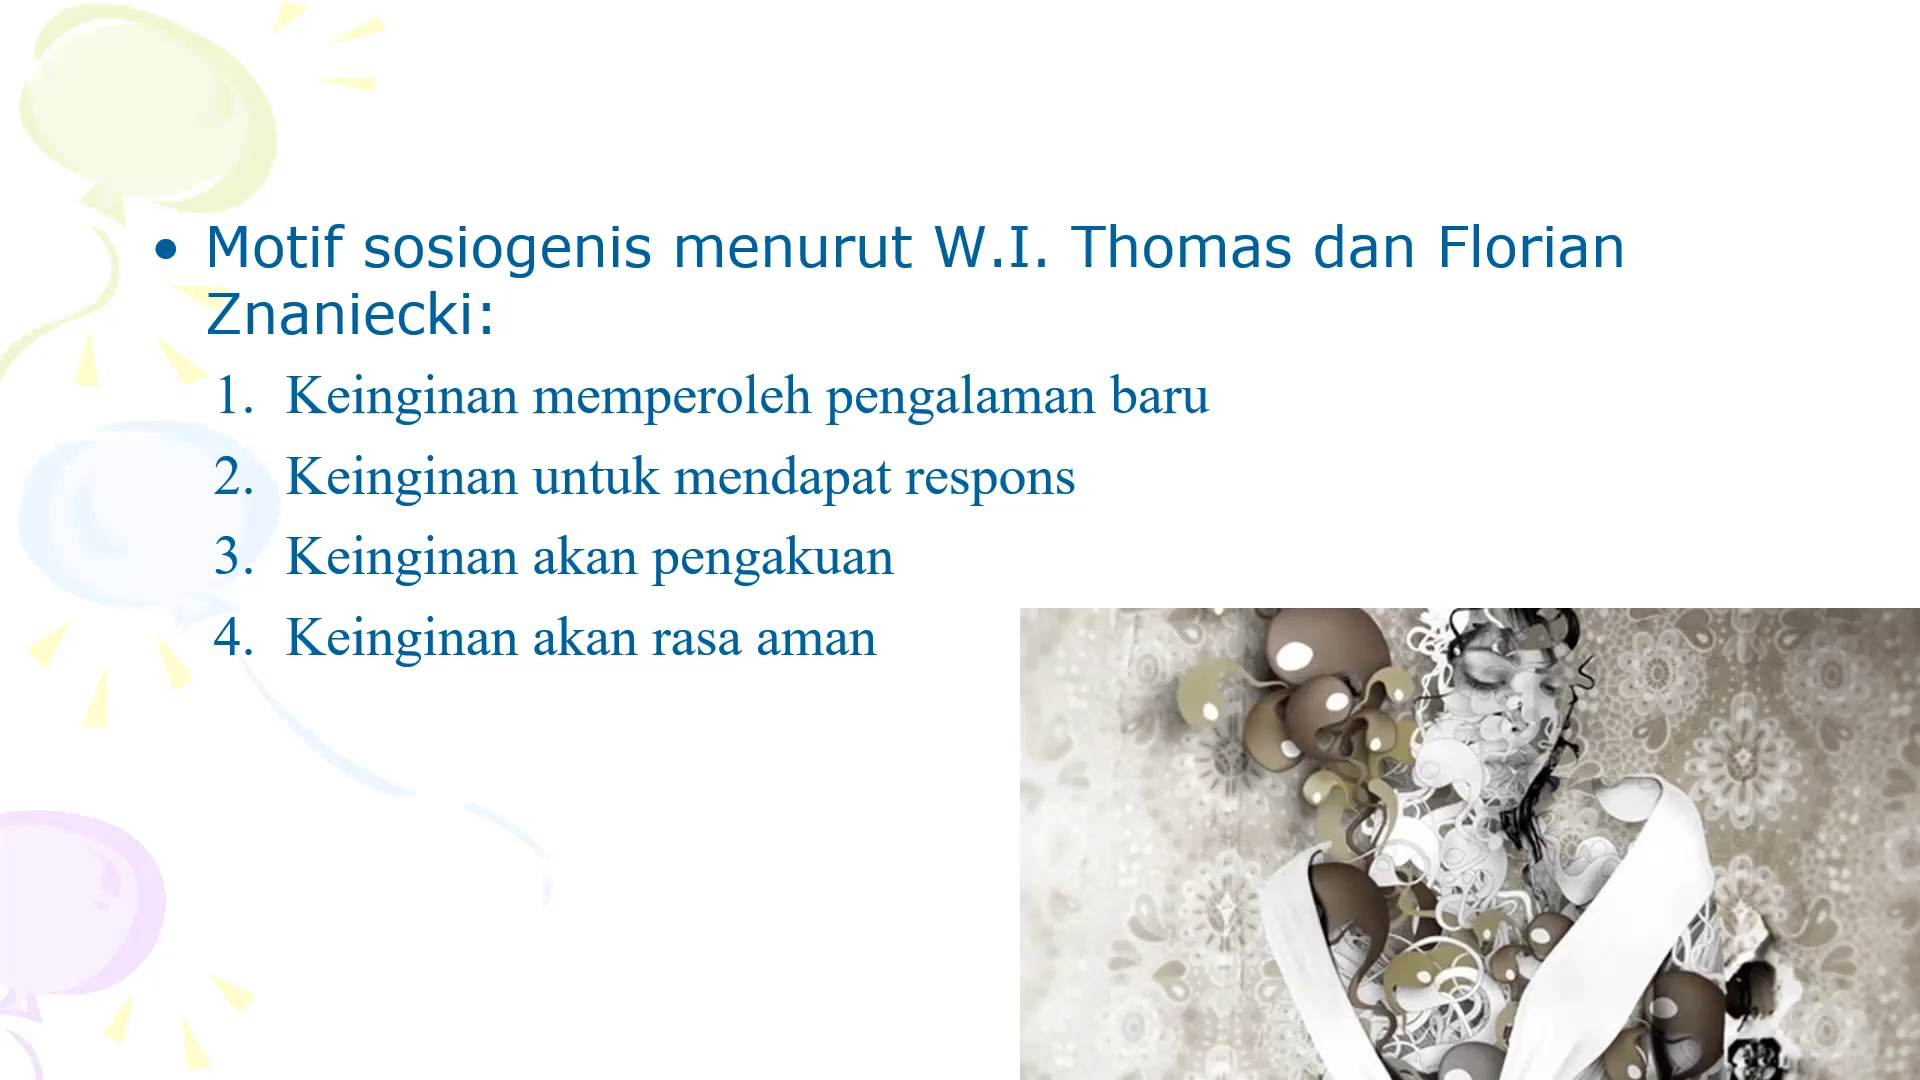 • Motif sosiogenis menurut W.I. Thomas dan Florian
Znaniecki:
1. Keinginan memperoleh pengalaman baru
2. Keinginan untuk mendapat respons
3. Keinginan akan pengakuan
4. Keinginan akan rasa aman